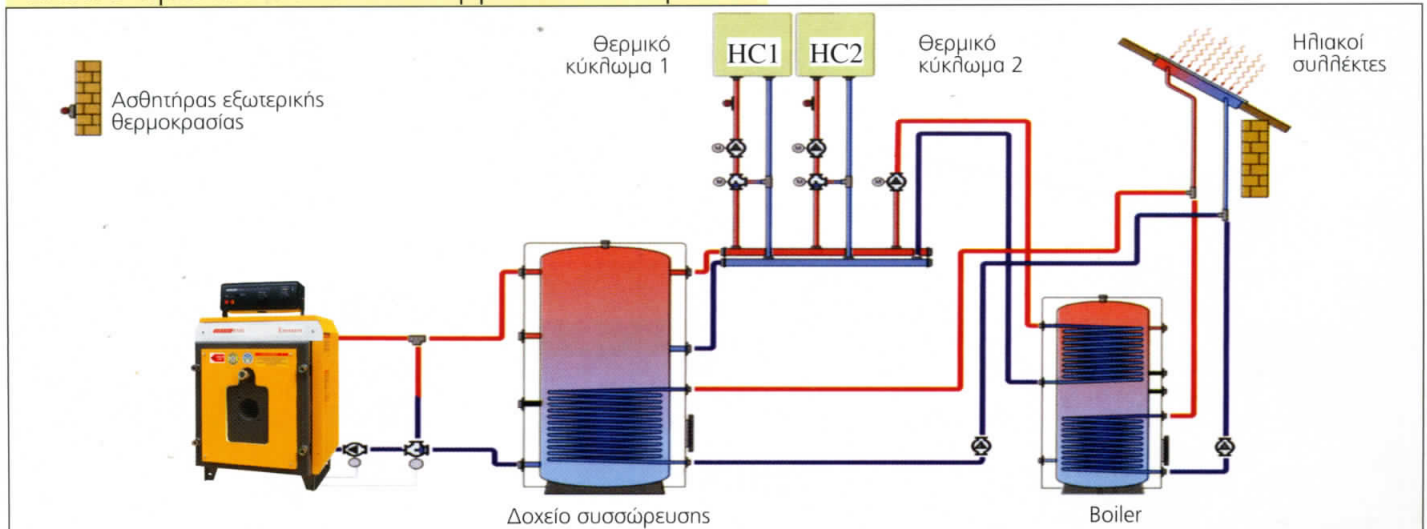 Ασθητήρας εξωτερικής
θερμοκρασίας
Θερμικό
κύκλωμα 1
HC1
HC2
Θερμικό
κύκλωμα 2
Ηλιακοί
συλλέκτες
Δοχείο συσσώρευσης
Boiler
M
M
M
M
M